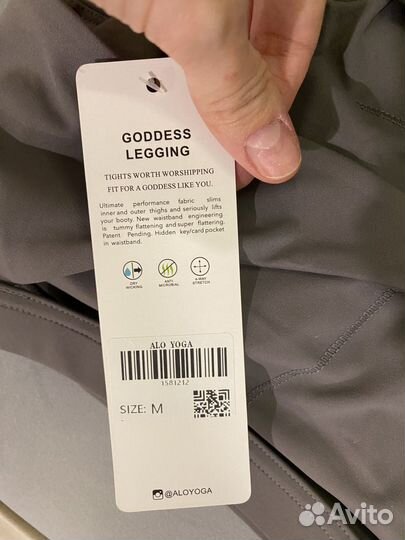 GODDESS
LEGGING
TIGHTS WORTH WORSHIPPING
FIT FOR A GODDESS LIKE YOU.
Ultimate performance fabric slims
inner and outer thighs and seriously lifts
your booty. New waistband engineering
is tummy flattening and super flattering.
Patent Pending. Hidden key/card pocket
in waistband.
DRY
WICKING
ANTI
MICROBIAL
4-WAY
STRETCH
ALO YOGA
1581212
SIZE: M
@ALOYOGA
Avito